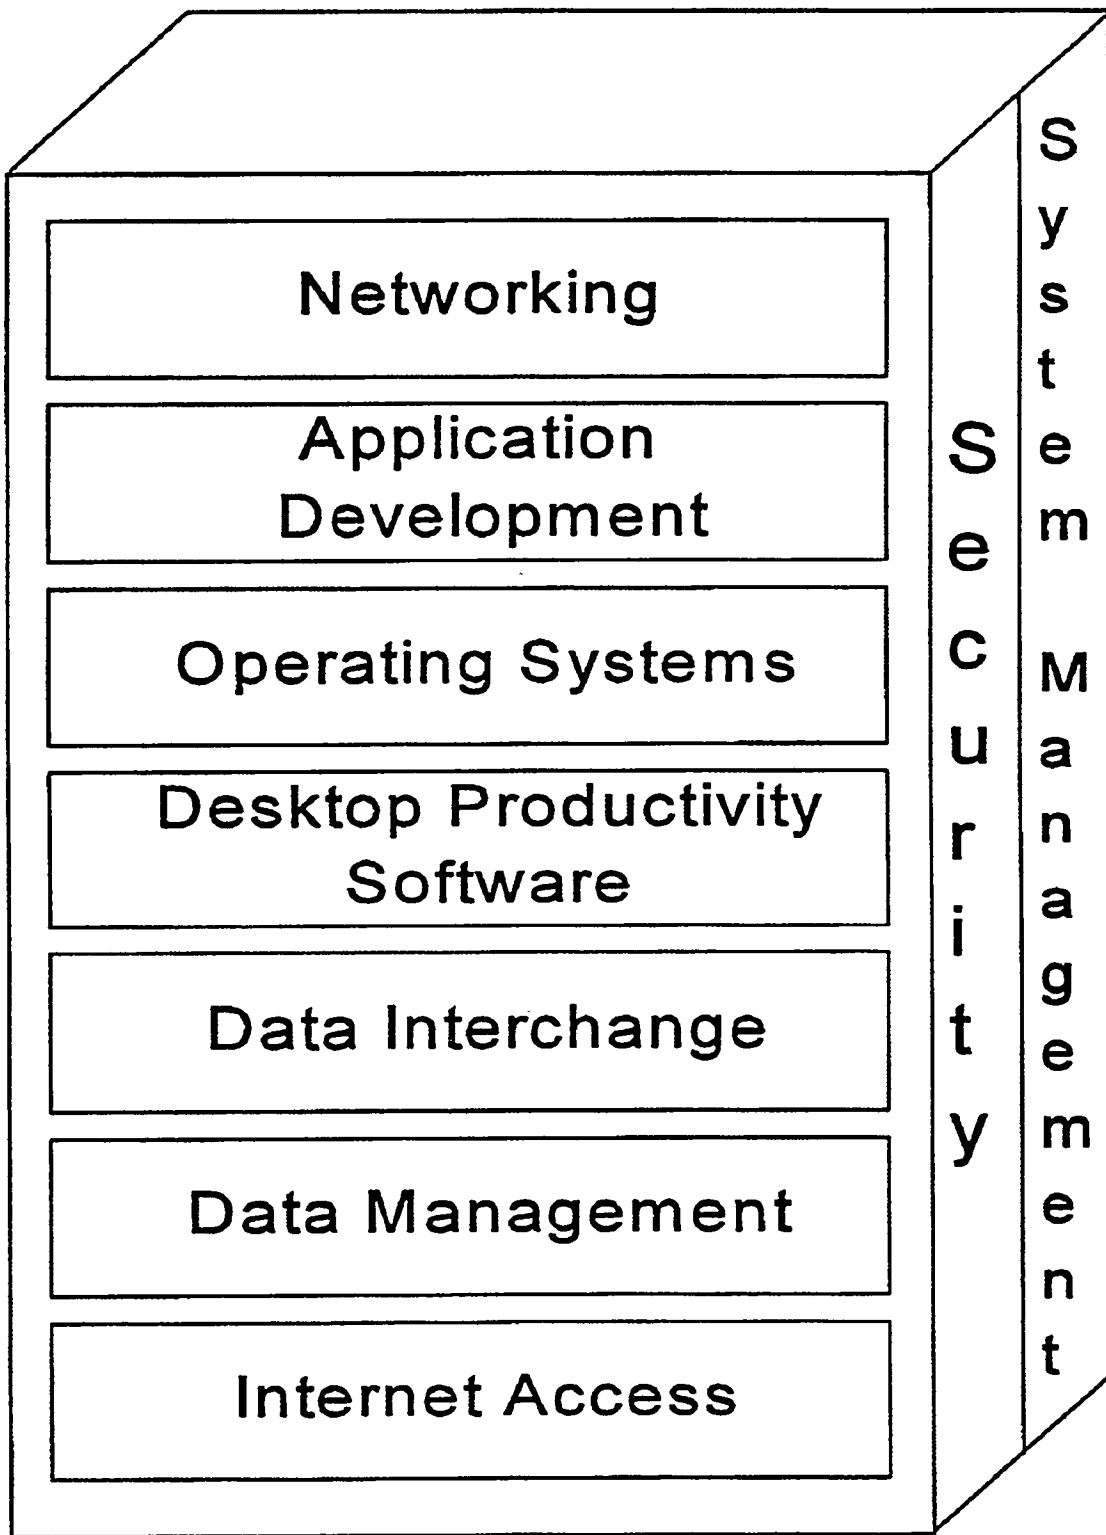 Networking
Application
Development
Operating Systems
Desktop Productivity
Software
Data Interchange
Data Management
Internet Access
Security
System Management